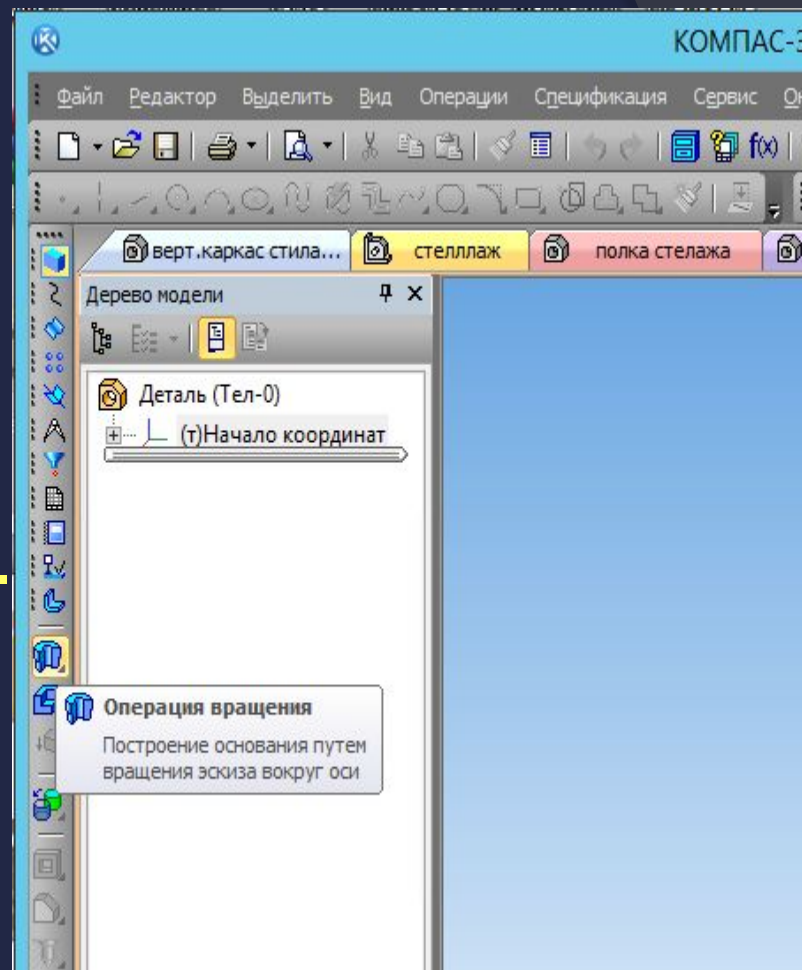 КОМПАС-3
Файл Редактор Выделить Вид Операции Спецификация Сервис
f(x)
верт.каркас стила... стелллаж полка стелажа
Дерево модели
Деталь (Тел-0)
(т)Начало координат
Операция вращения
Построение основания путем
вращения эскиза вокруг оси